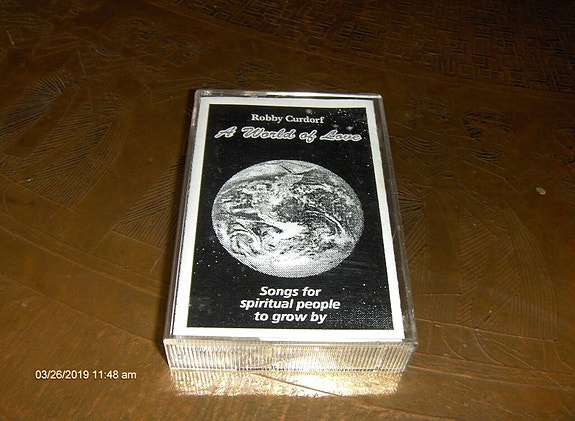 Robby Curdorf
A World of Love
Songs for
spiritual people
to grow by
03/26/2019 11:48 am